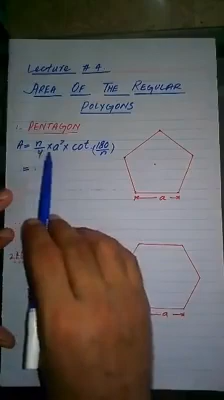 Lecture # 4
AREA OF THE REGULAR
POLYGONS
1:- PENTAGON
A = n/4 x a² x cot (180/n)
=
a
a